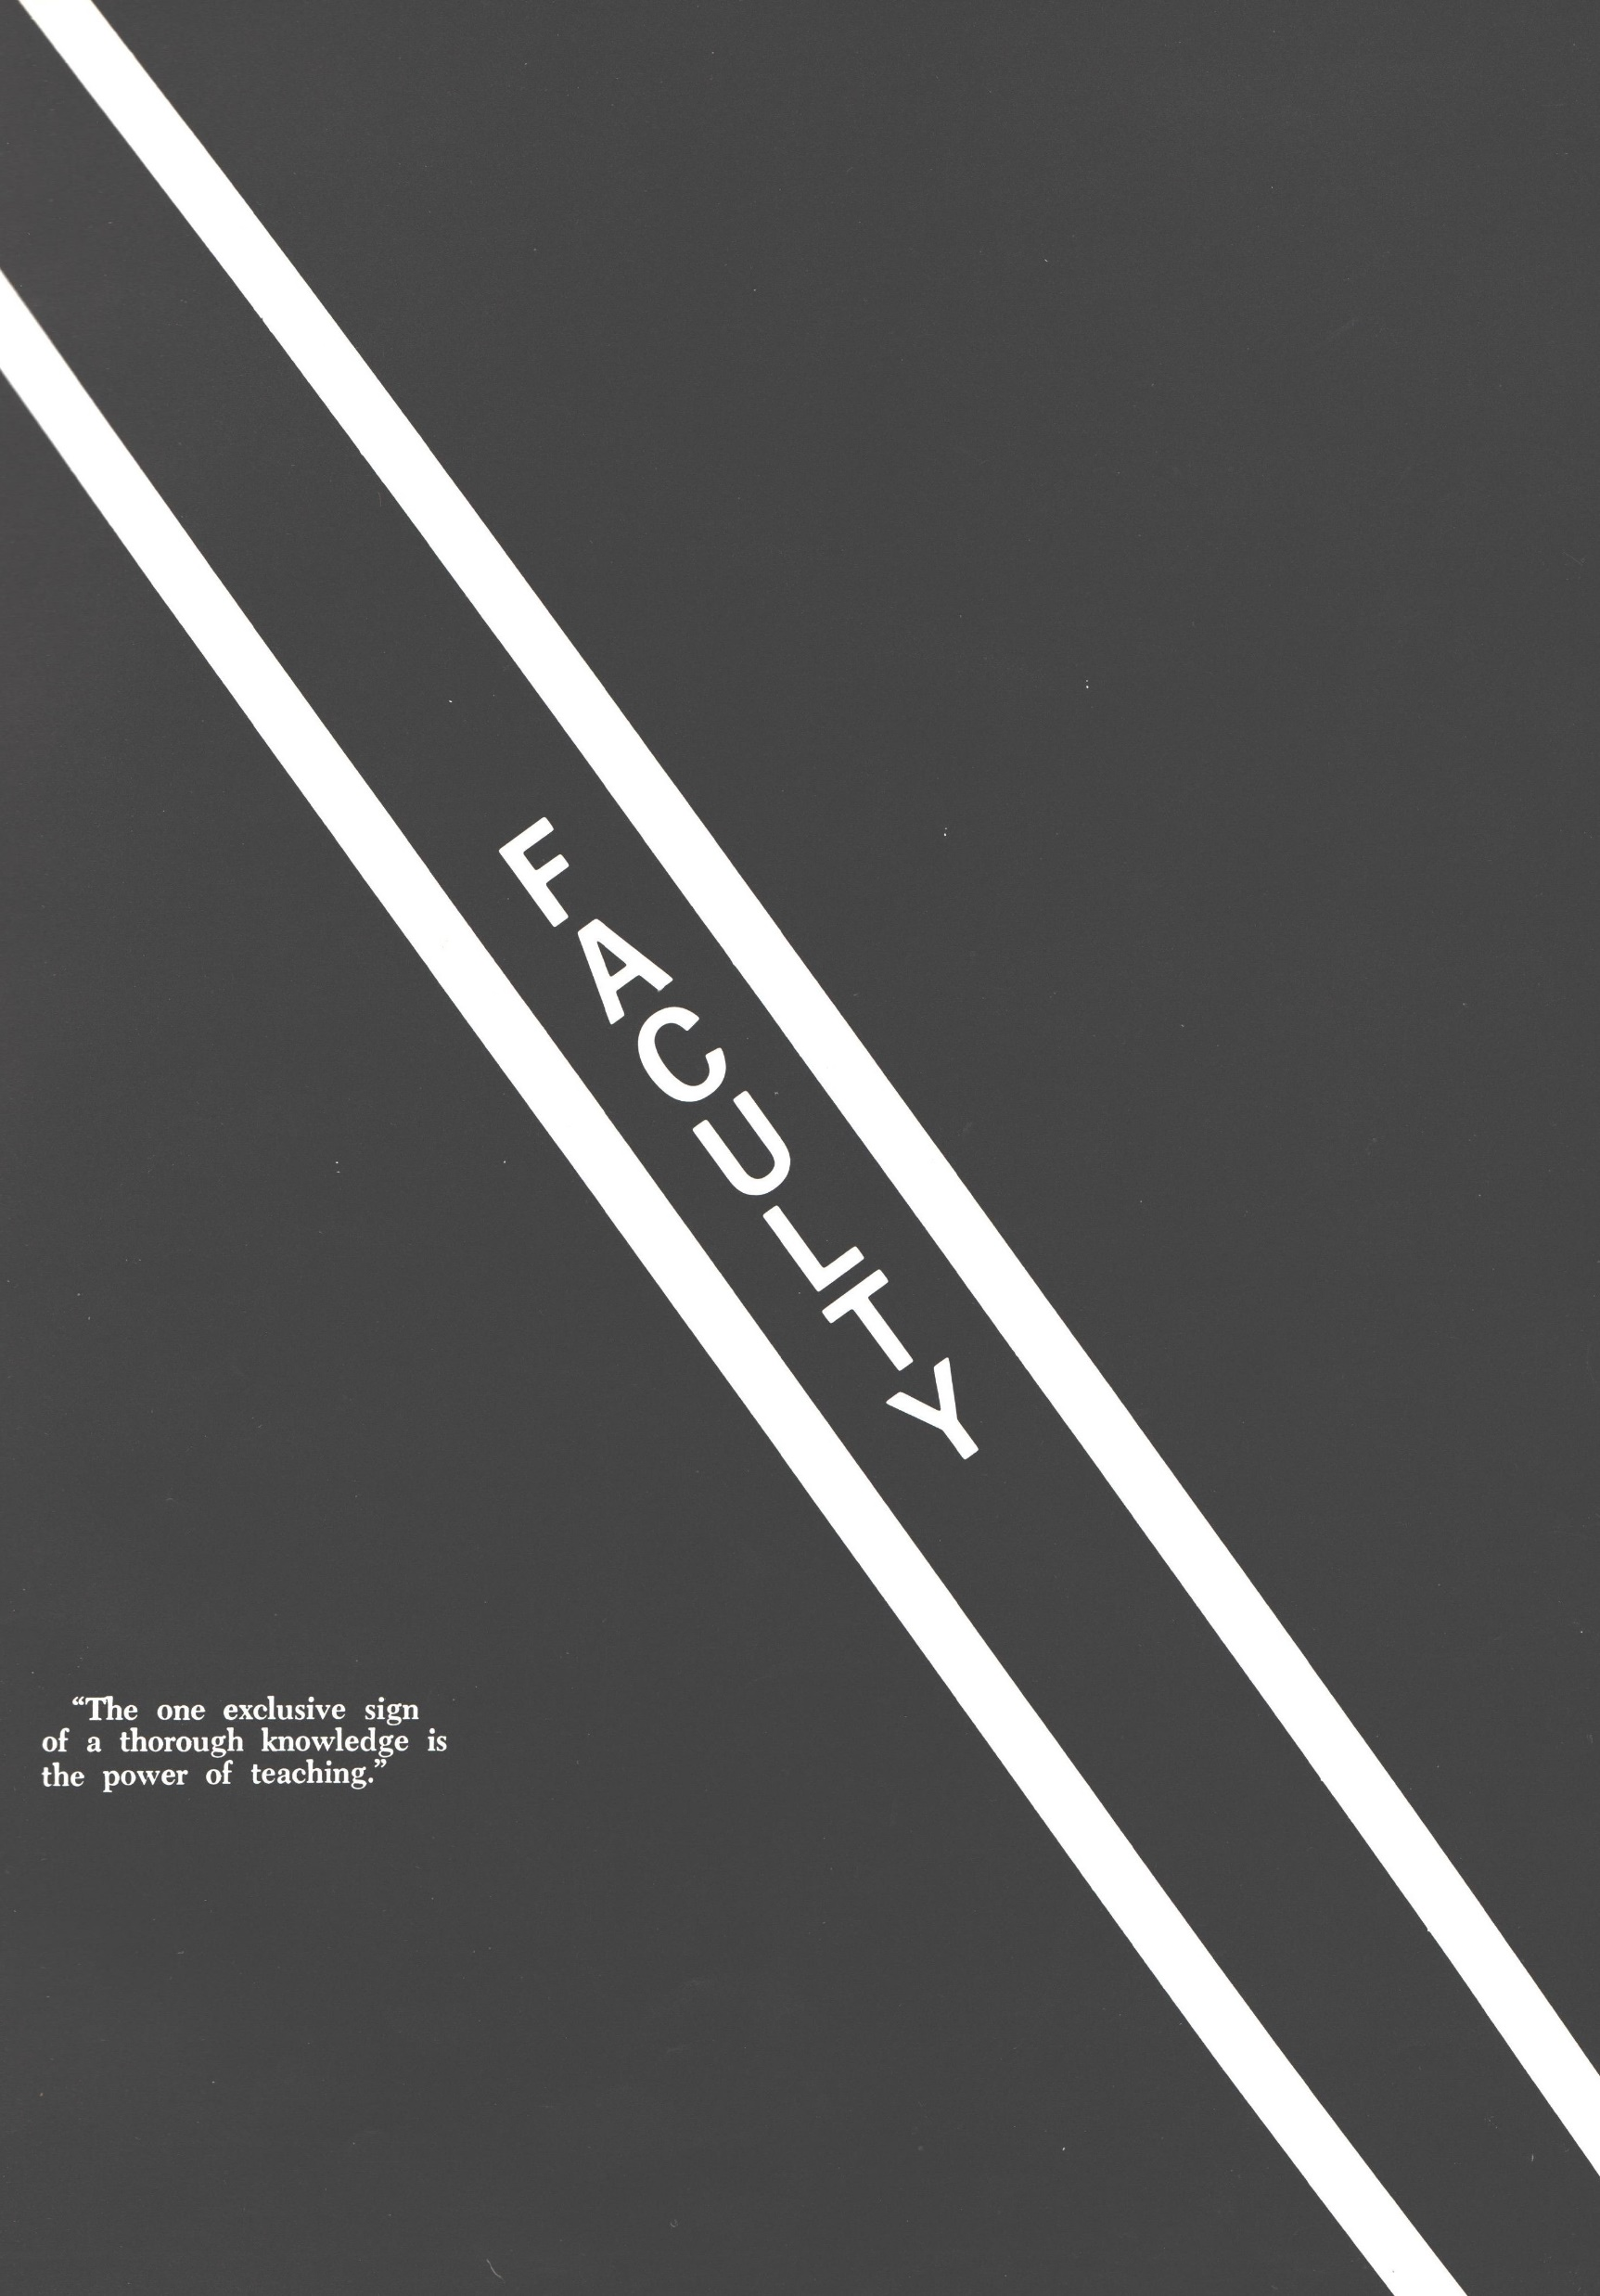 FACULTY
“The one exclusive sign
of a thorough knowledge is
the power of teaching.”